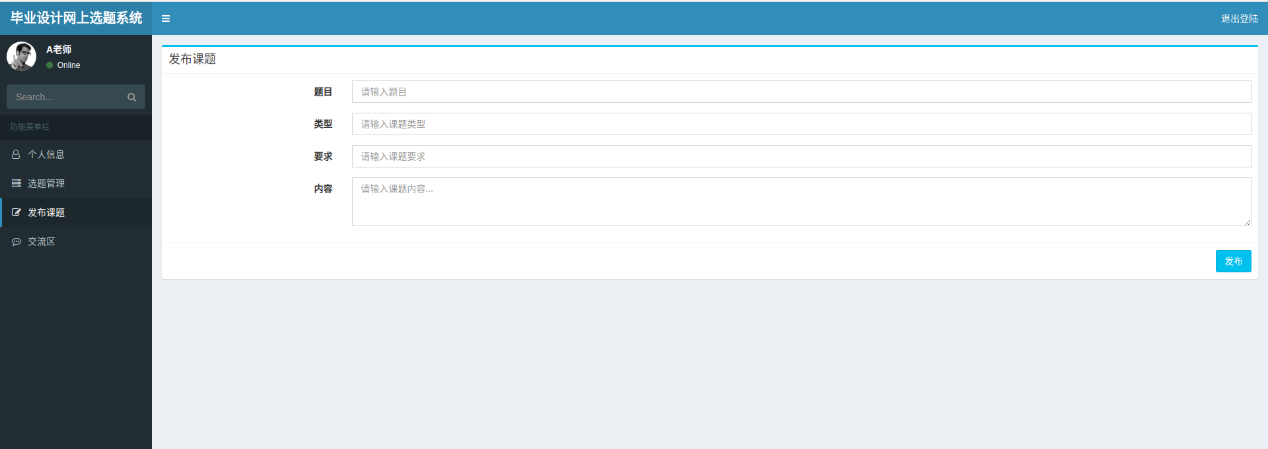 毕业设计网上选题系统
退出登陆
A老师
Online
Search...
功能菜单栏
个人信息
选题管理
发布课题
交流区
发布课题
题目 请输入题目
类型 请输入课题类型
要求 请输入课题要求
内容 请输入课题内容...
发布